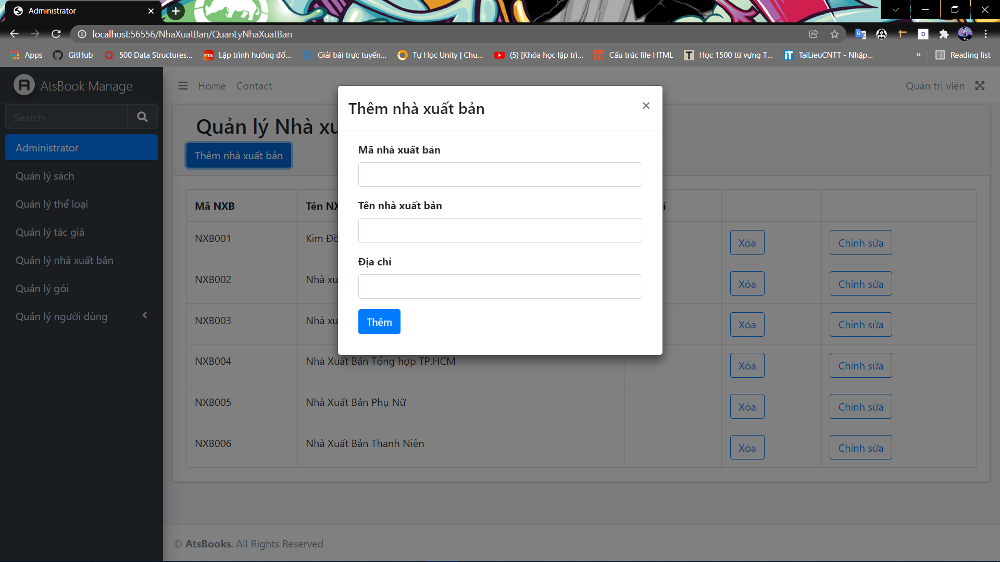 Administrator
localhost:56556/NhaXuatBan/QuanLyNhaXuatBan
Apps
GitHub
500 Data Structures...
Lập trình hướng đố...
Giải bài trực tuyến...
Tự Học Unity | Chu...
(5) [Khóa học lập trì...
Cấu trúc file HTML
Học 1500 từ vựng T...
TaiLieuCNTT - Nhập...
»
Reading list
AtsBook Manage
Home
Contact
Quản trị viên
Search
Administrator
Quản lý sách
Quản lý thể loại
Quản lý tác giả
Quản lý nhà xuất bản
Quản lý gói
Quản lý người dùng
Quản lý Nhà xu
Thêm nhà xuất bản
Thêm nhà xuất bản
×
Mã nhà xuất bản
Tên nhà xuất bản
Địa chỉ
Thêm
Mã NXB
Tên NX
NXB001
Kim Đồ
Xóa
Chỉnh sửa
NXB002
Nhà xu
Xóa
Chỉnh sửa
NXB003
Nhà xu
Xóa
Chỉnh sửa
NXB004
Nhà Xuất Bản Tổng hợp TP.HCM
Xóa
Chỉnh sửa
NXB005
Nhà Xuất Bản Phụ Nữ
Xóa
Chỉnh sửa
NXB006
Nhà Xuất Bản Thanh Niên
Xóa
Chỉnh sửa
© AtsBooks. All Rights Reserved